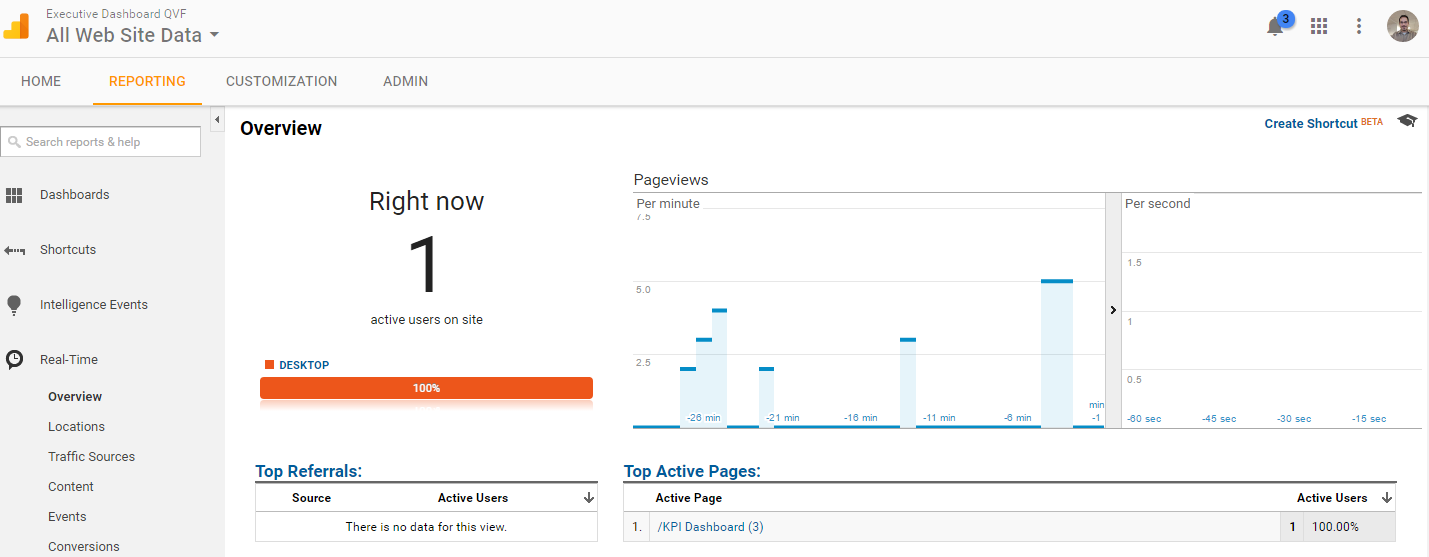 Executive Dashboard QVF
All Web Site Data
3
HOME REPORTING CUSTOMIZATION ADMIN
Search reports & help
Dashboards
Shortcuts
Intelligence Events
Real-Time
Overview
Locations
Traffic Sources
Content
Events
Conversions
Overview
Create Shortcut BETA
Right now
1
active users on site
DESKTOP
100%
Pageviews
Per minute
7.5
5.0
2.5
-26 min -21 min -16 min -11 min -6 min min
-1
Per second
1.5
1
0.5
-60 sec -45 sec -30 sec -15 sec
Top Referrals:
Source Active Users
There is no data for this view.
Top Active Pages:
Active Page Active Users
1. /KPI Dashboard (3) 1 100.00%